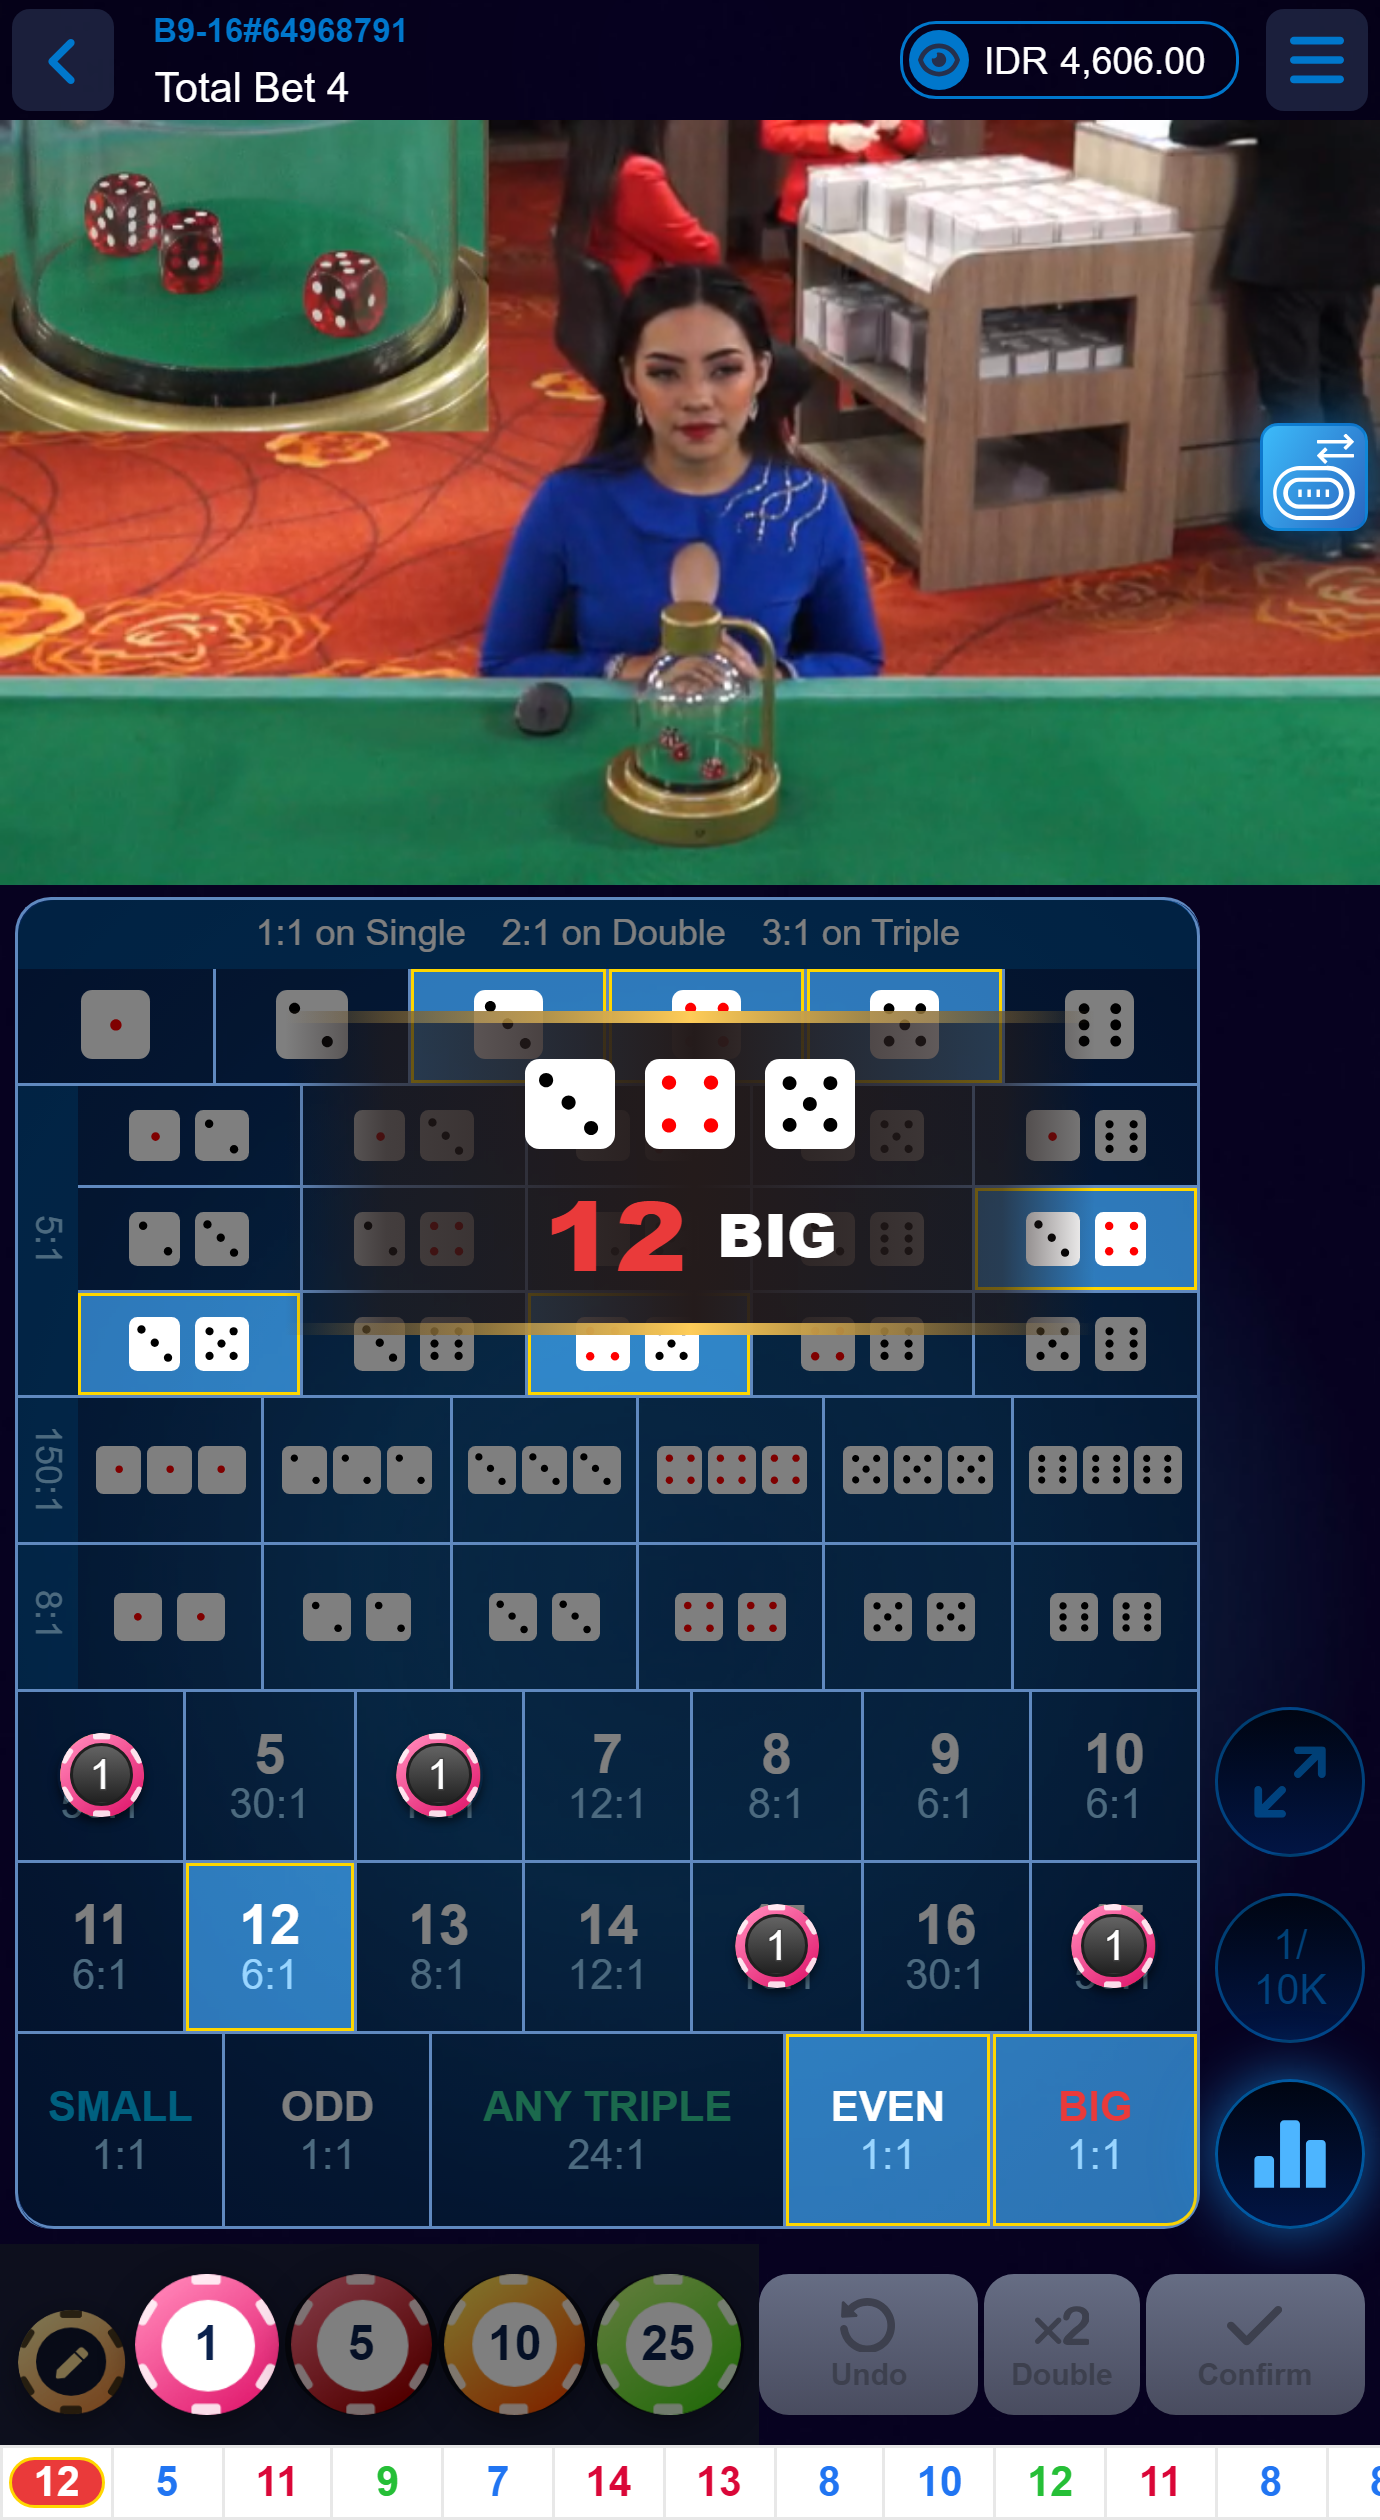 B9-16#64968791
Total Bet 4
IDR 4,606.00
1:1 on Single 2:1 on Double 3:1 on Triple
12 BIG
5:1
150:1
8:1
1 5 1 7 8 9 10
30:1 12:1 8:1 6:1 6:1
11 12 13 14 1 16 1
6:1 6:1 8:1 12:1 30:1
1/
10K
SMALL ODD ANY TRIPLE EVEN BIG
1:1 1:1 24:1 1:1 1:1
1 5 10 25
x2
Undo Double Confirm
12 5 11 9 7 14 13 8 10 12 11 8